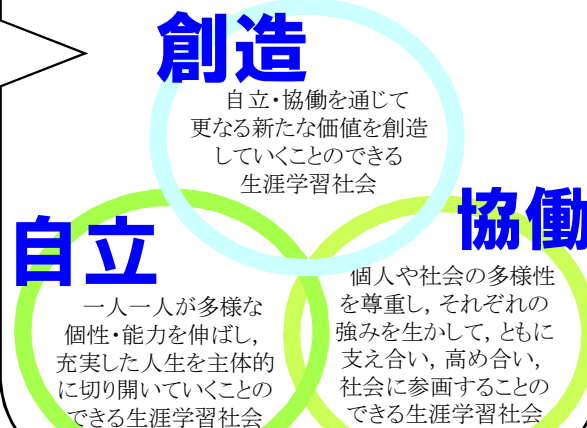 創造
自立・協働を通じて
更なる新たな価値を創造
していくことのできる
生涯学習社会
自立
一人一人が多様な
個性・能力を伸ばし，
充実した人生を主体的
に切り開いていくことの
できる生涯学習社会
協働
個人や社会の多様性
を尊重し，それぞれの
強みを生かして，ともに
支え合い，高め合い，
社会に参画することの
できる生涯学習社会